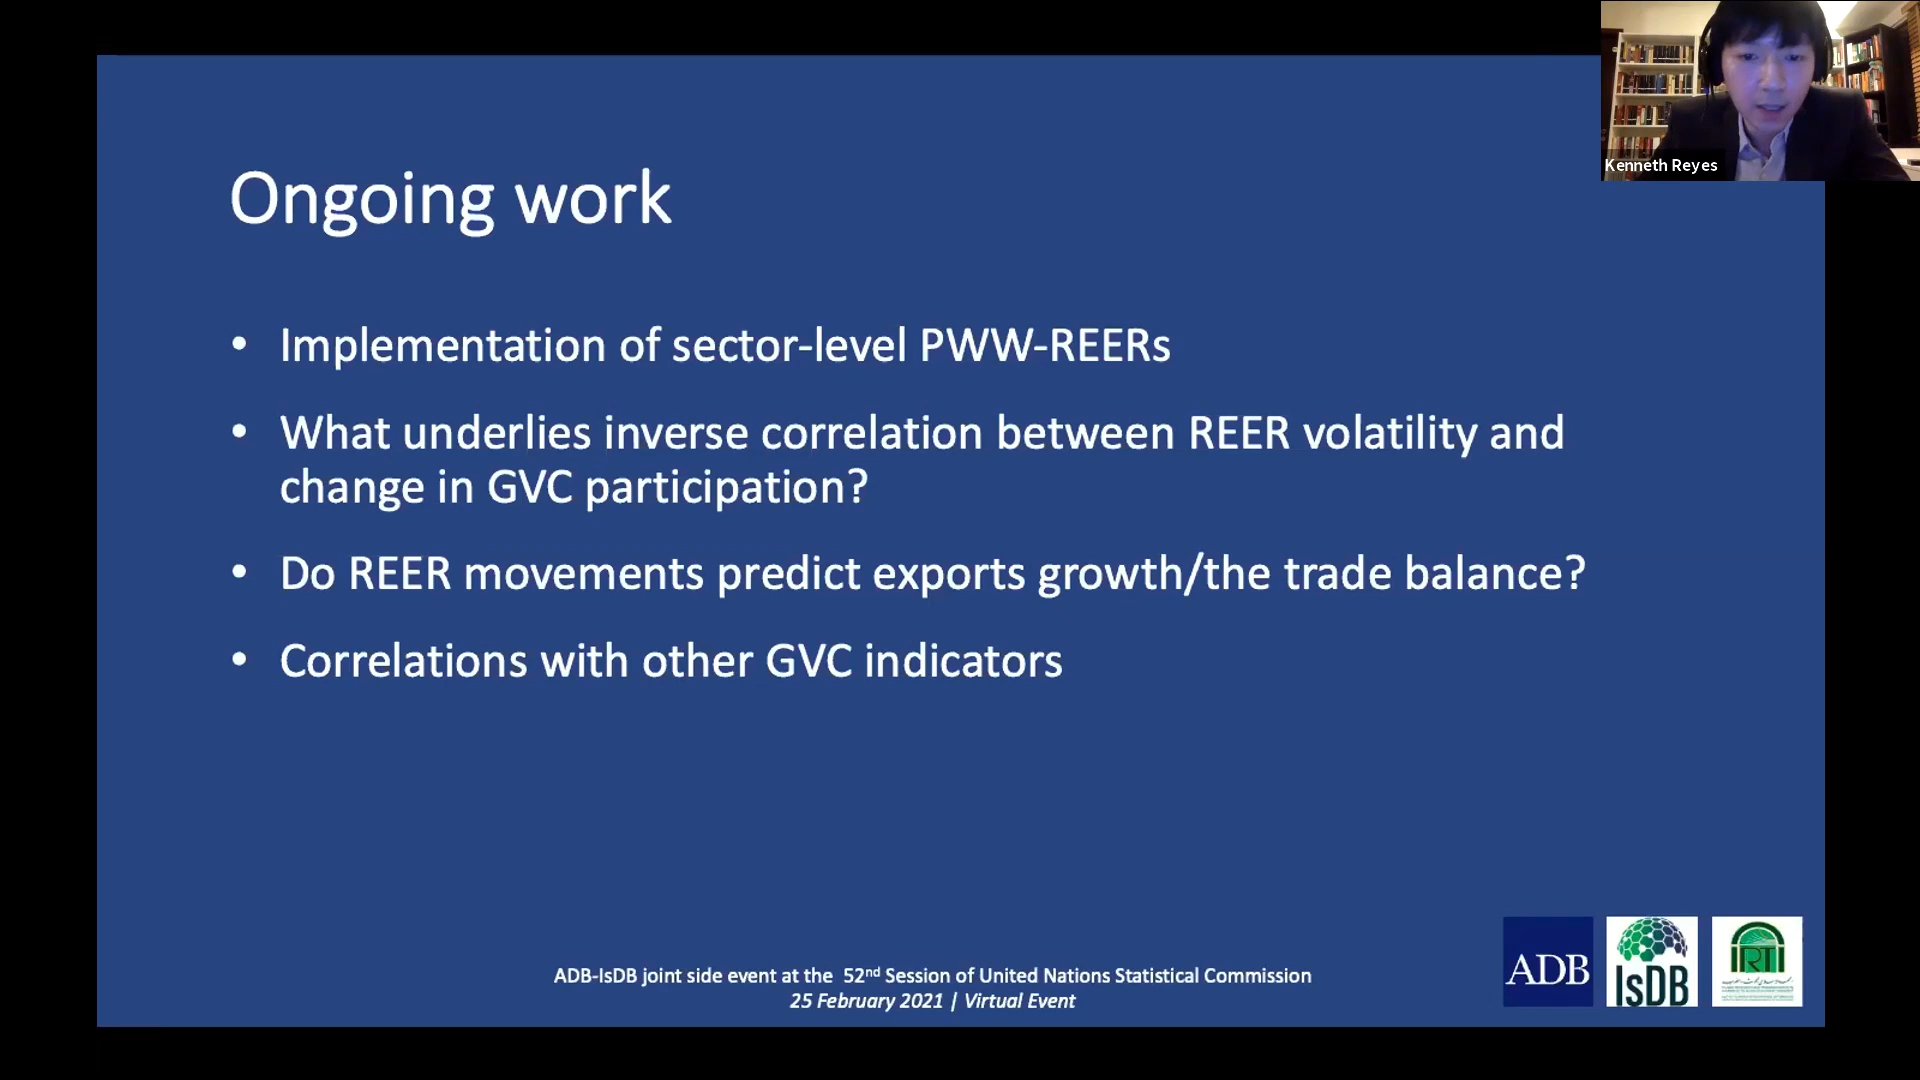 Kenneth Reyes
Ongoing work
• Implementation of sector-level PWW-REERs
• What underlies inverse correlation between REER volatility and
change in GVC participation?
• Do REER movements predict exports growth/the trade balance?
• Correlations with other GVC indicators
ADB-IsDB joint side event at the 52nd Session of United Nations Statistical Commission
25 February 2021 | Virtual Event
ADB
IsDB
IRTI